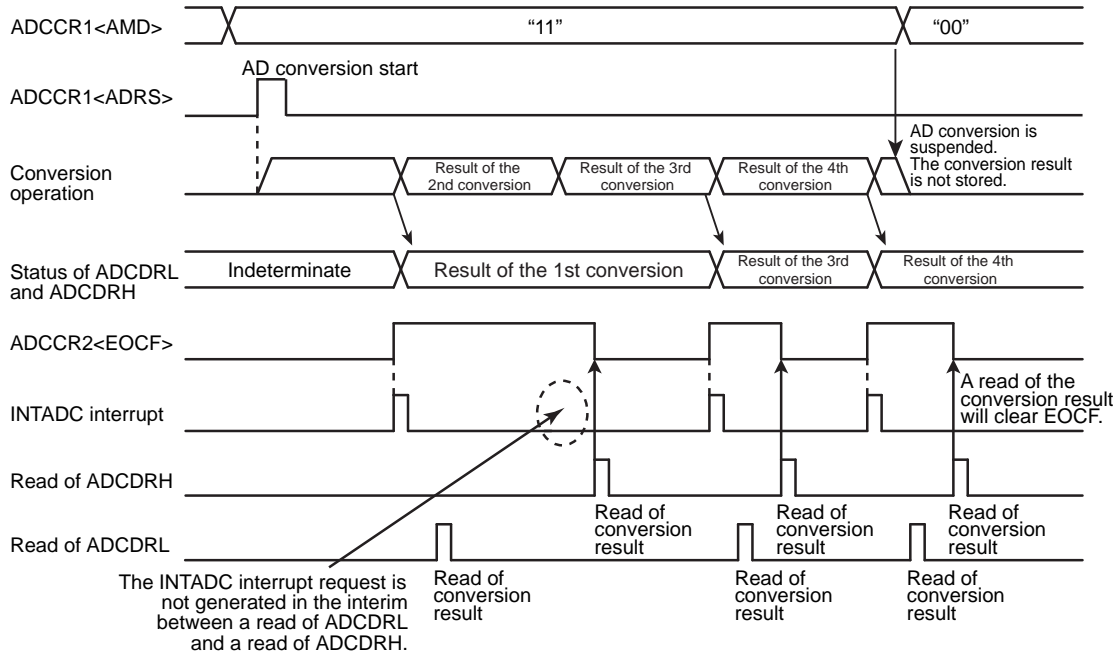 ADCCR1<AMD>
"11"
"00"
AD conversion start
ADCCR1<ADRS>
AD conversion is
suspended.
The conversion result
is not stored.
Conversion
operation
Result of the
2nd conversion
Result of the 3rd
conversion
Result of the 4th
conversion
Status of ADCDRL
and ADCDRH
Indeterminate
Result of the 1st conversion
Result of the 3rd
conversion
Result of the 4th
conversion
ADCCR2<EOCF>
INTADC interrupt
A read of the
conversion result
will clear EOCF.
Read of ADCDRH
Read of
conversion
result
Read of
conversion
result
Read of
conversion
result
Read of ADCDRL
The INTADC interrupt request is
not generated in the interim
between a read of ADCDRL
and a read of ADCDRH.
Read of
conversion
result
Read of
conversion
result
Read of
conversion
result